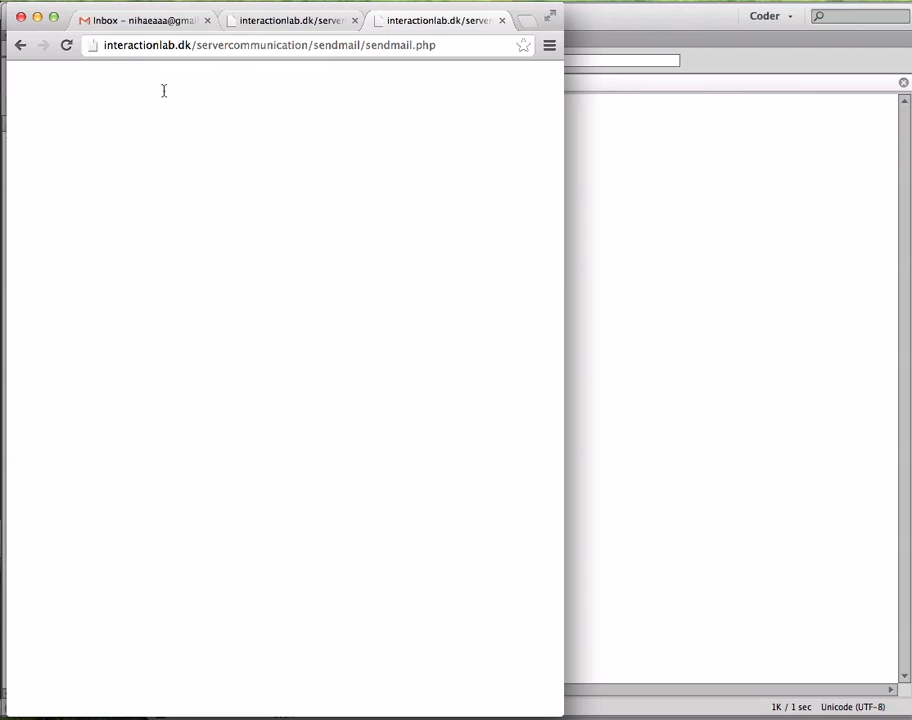 Inbox – nihaeaaa@gmai
interactionlab.dk/server
interactionlab.dk/server
Coder
interactionlab.dk/servercommunication/sendmail/sendmail.php
1K / 1 sec
Unicode (UTF-8)